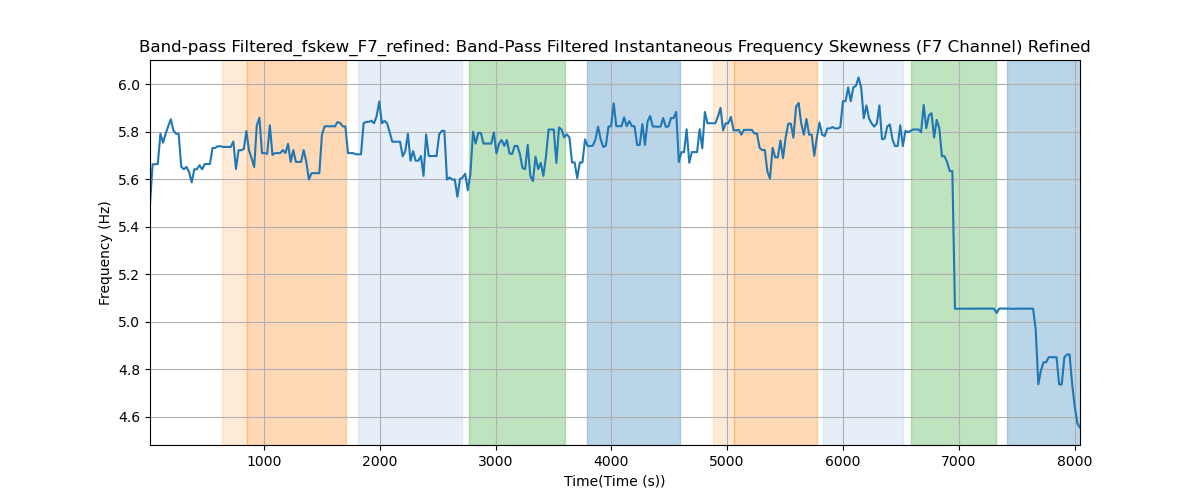 Band-pass Filtered_fskew_F7_refined: Band-Pass Filtered Instantaneous Frequency Skewness (F7 Channel) Refined
6.0
5.8
5.6
5.4
5.2
5.0
4.8
4.6
Frequency (Hz)
1000 2000 3000 4000 5000 6000 7000 8000
Time(Time (s))